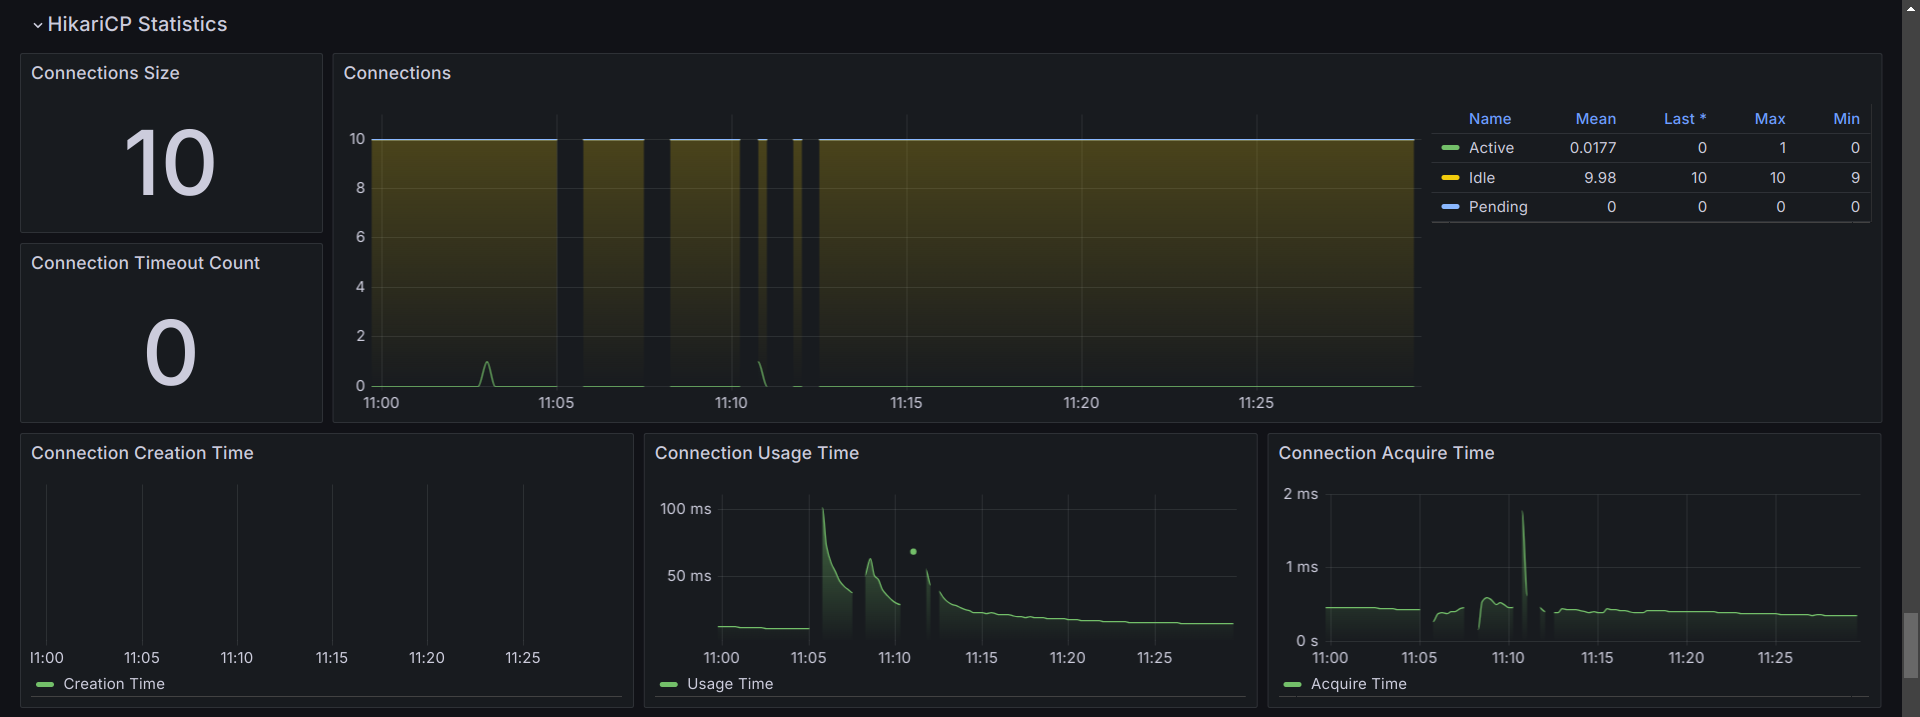 HikariCP Statistics
Connections Size
10
Connection Timeout Count
0
Connections
10
8
6
4
2
0
11:00 11:05 11:10 11:15 11:20 11:25
Name Mean Last * Max Min
Active 0.0177 0 1 0
Idle 9.98 10 10 9
Pending 0 0 0 0
Connection Creation Time
11:00 11:05 11:10 11:15 11:20 11:25
Creation Time
Connection Usage Time
100 ms
50 ms
11:00 11:05 11:10 11:15 11:20 11:25
Usage Time
Connection Acquire Time
2 ms
1 ms
0 s
11:00 11:05 11:10 11:15 11:20 11:25
Acquire Time